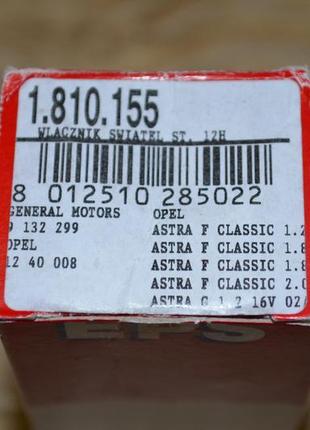 1.810.155
WLACZNIK SWIATEL ST. 12H
8 012510 285022
GENERAL MOTORS
9 132 299
OPEL
12 40 008
OPEL
ASTRA F CLASSIC 1.2
ASTRA F CLASSIC 1.8
ASTRA F CLASSIC 1.8
ASTRA F CLASSIC 2.0
ASTRA G 1 2 16V 02/
EPS